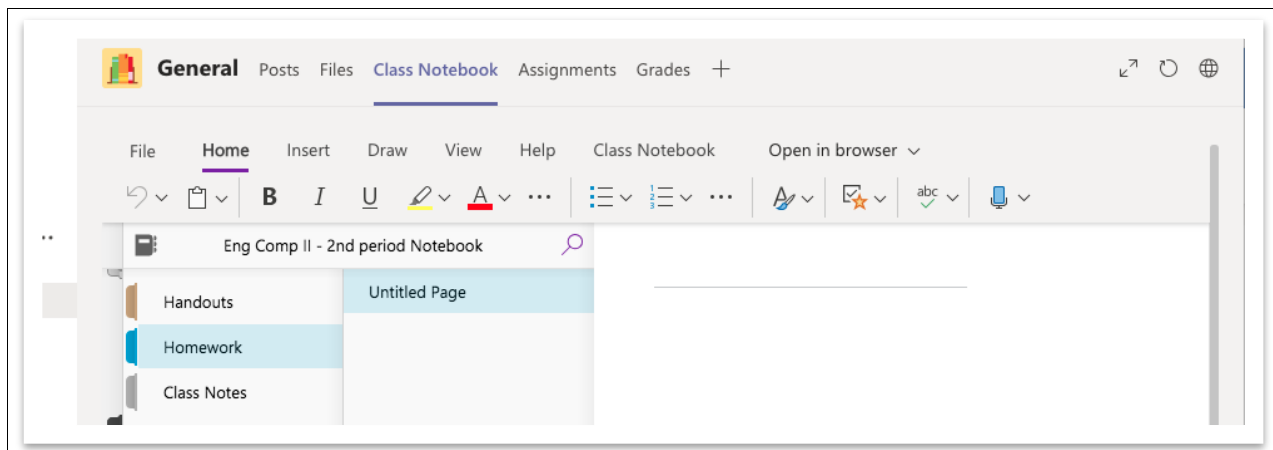 General Posts Files Class Notebook Assignments Grades
File Home Insert Draw View Help Class Notebook Open in browser
B I U A abc
Eng Comp II - 2nd period Notebook
Handouts Untitled Page
Homework
Class Notes